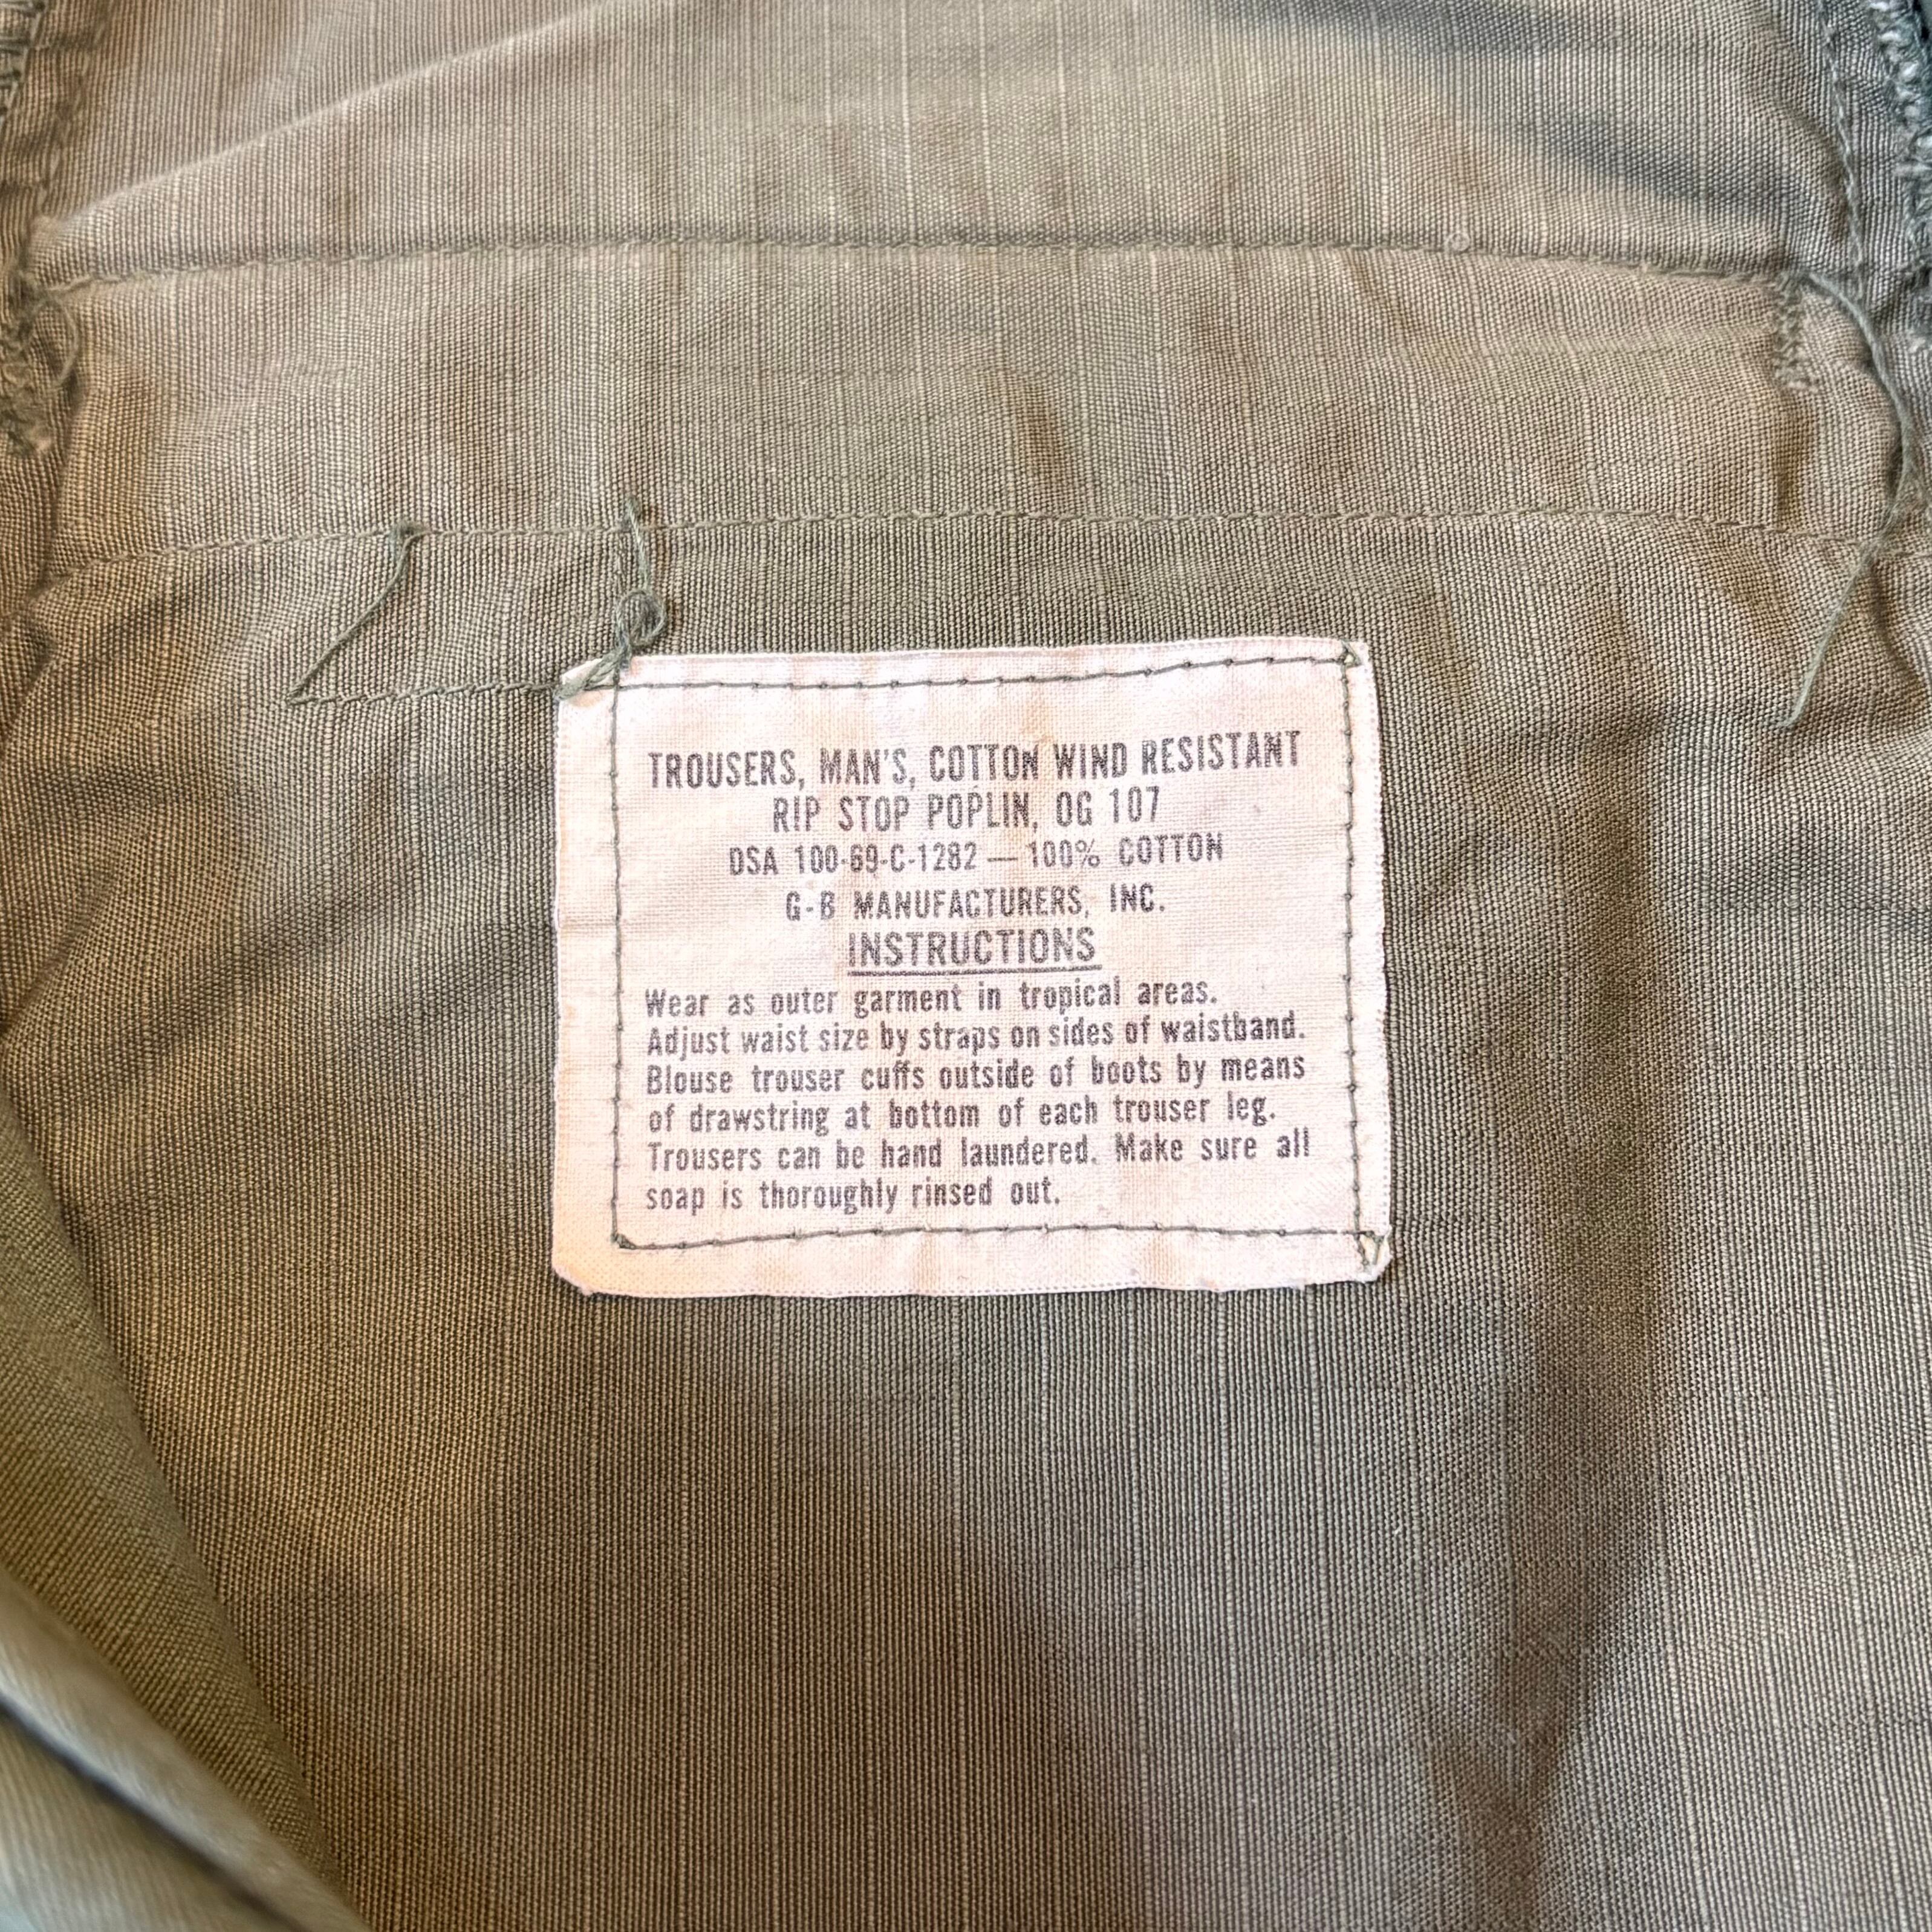 TROUSERS, MAN'S, COTTON WIND RESISTANT
RIP STOP POPLIN, OG 107
DSA 100-69-C-1282 — 100% COTTON
G-B MANUFACTURERS, INC.
INSTRUCTIONS
Wear as outer garment in tropical areas.
Adjust waist size by straps on sides of waistband.
Blouse trouser cuffs outside of boots by means
of drawstring at bottom of each trouser leg.
Trousers can be hand laundered. Make sure all
soap is thoroughly rinsed out.